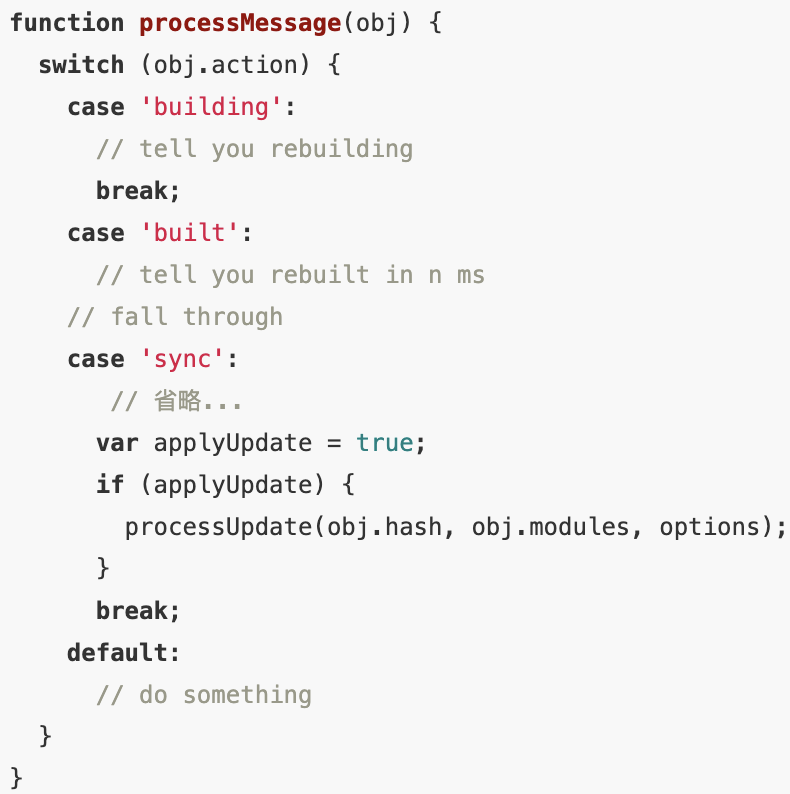 function processMessage(obj) {
  switch (obj.action) {
    case 'building':
      // tell you rebuilding
      break;
    case 'built':
      // tell you rebuilt in n ms
    // fall through
    case 'sync':
       // 省略...
      var applyUpdate = true;
      if (applyUpdate) {
        processUpdate(obj.hash, obj.modules, options);
      }
      break;
    default:
      // do something
  }
}